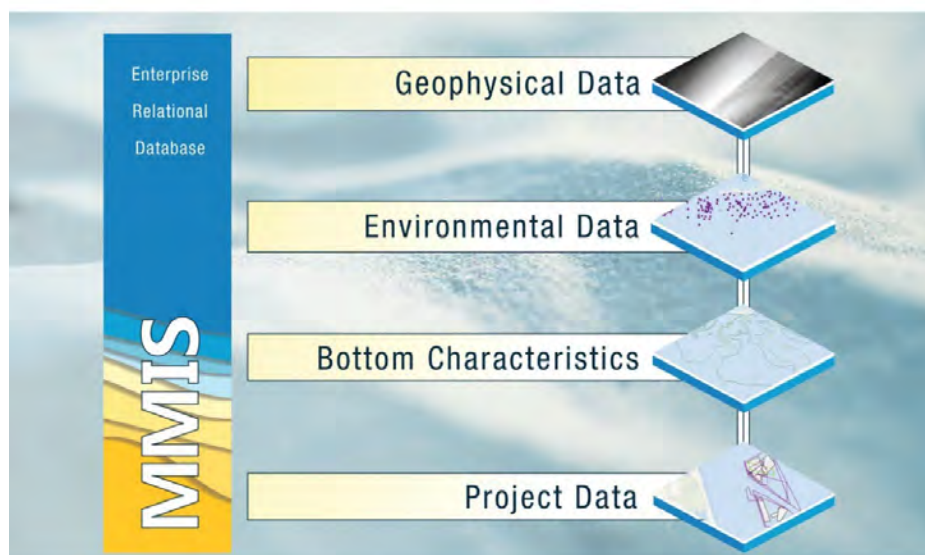 Enterprise
Relational
Database
MMIS
Geophysical Data
Environmental Data
Bottom Characteristics
Project Data